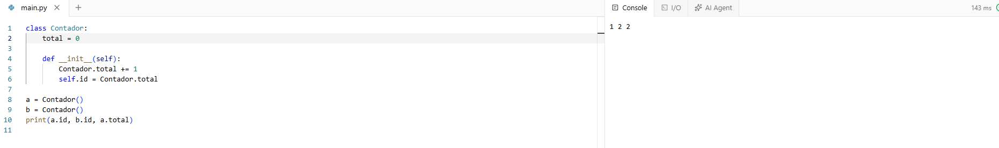 main.py
Console I/O AI Agent 143 ms
1 class Contador:
2     total = 0
3
4     def __init__(self):
5         Contador.total += 1
6         self.id = Contador.total
7
8 a = Contador()
9 b = Contador()
10 print(a.id, b.id, a.total)
11
1 2 2